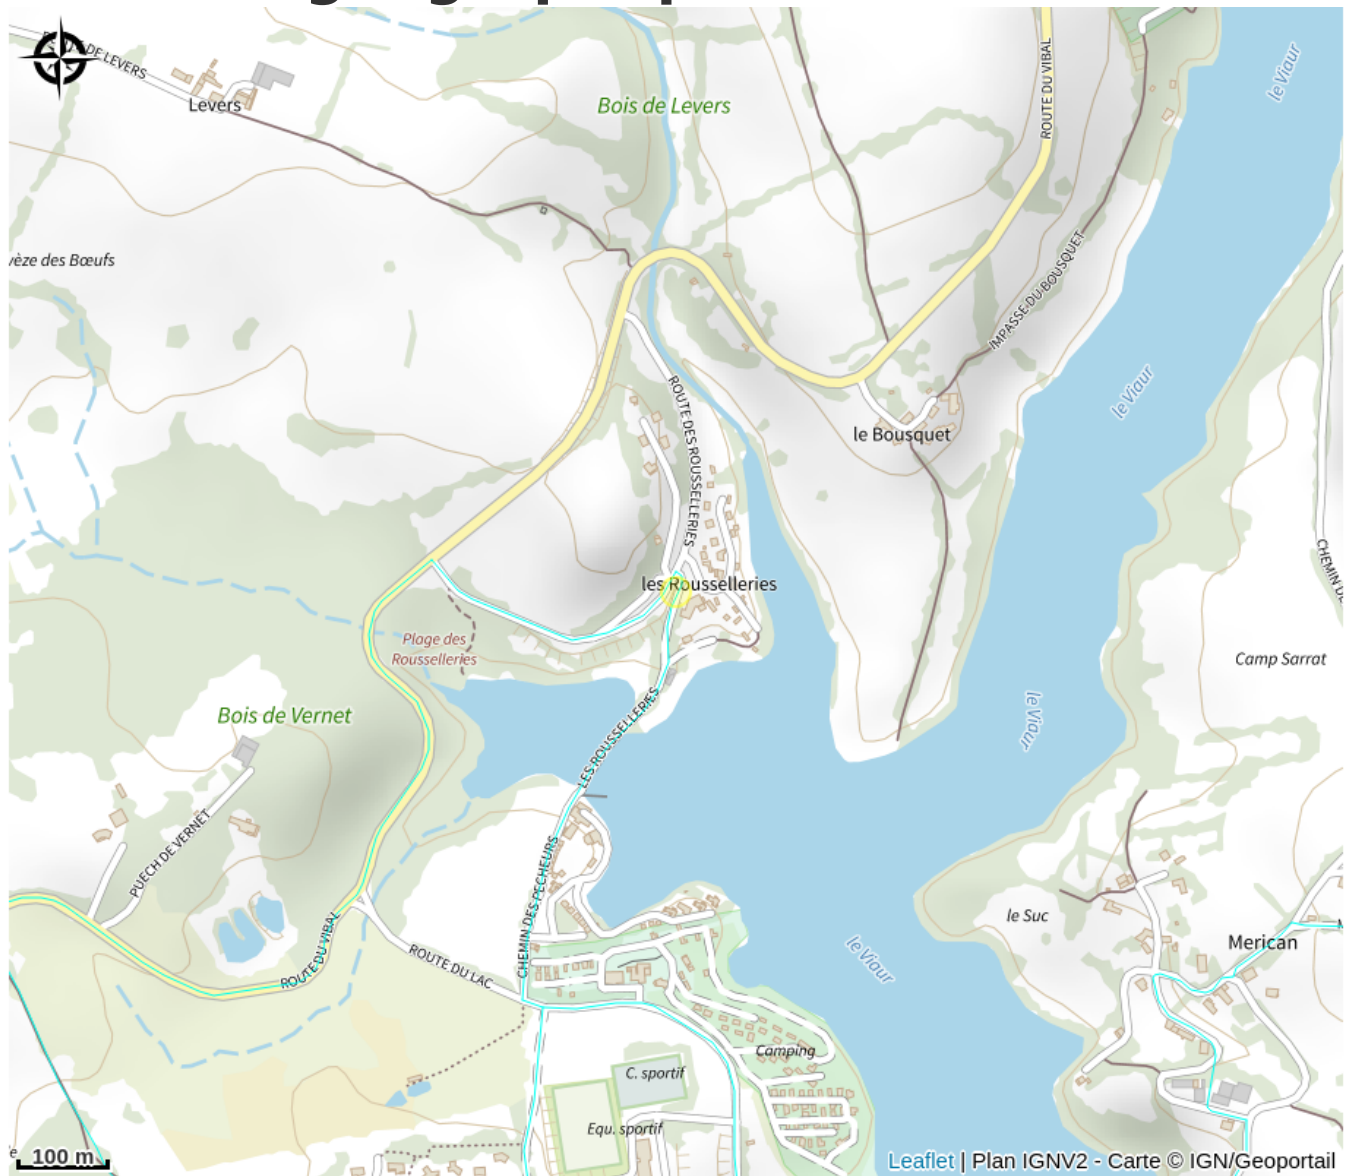 ROUTE DE LEVERS
Levers
Bois de Levers
ROUTE DU VIBAL
le Viaur
vèze des Bœufs
IMPASSE DU BOUSQUET
le Viaur
ROUTE DES ROUSSELLERIES
le Bousquet
les Rousselleries
CHEMIN DE
Plage des
Rousselleries
Camp Sarrat
Bois de Vernet
le Viaur
LES ROUSSELLERIES
PUECH DE VERNET
CHEMIN DES PECHEURS
ROUTE DU VIBAL
ROUTE DU LAC
le Suc
Merican
le Viaur
Camping
C. sportif
Equ. sportif
100 m
Leaflet | Plan IGNV2 - Carte © IGN/Geoportail